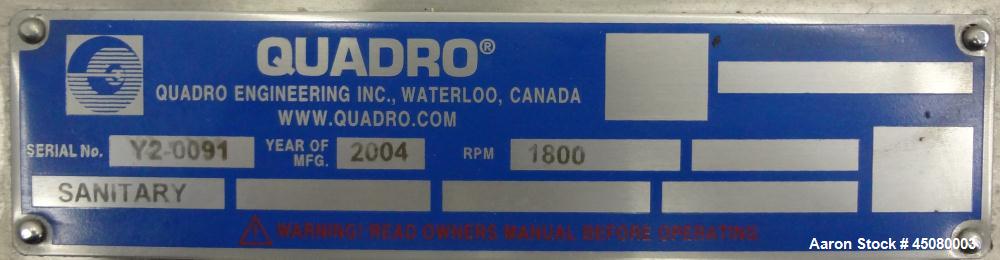 QUADRO®
QUADRO ENGINEERING INC., WATERLOO, CANADA
WWW.QUADRO.COM
SERIAL No. Y2-0091 YEAR OF MFG. 2004 RPM 1800
SANITARY
WARNING! READ OWNERS MANUAL BEFORE OPERATING
Aaron Stock # 45080003